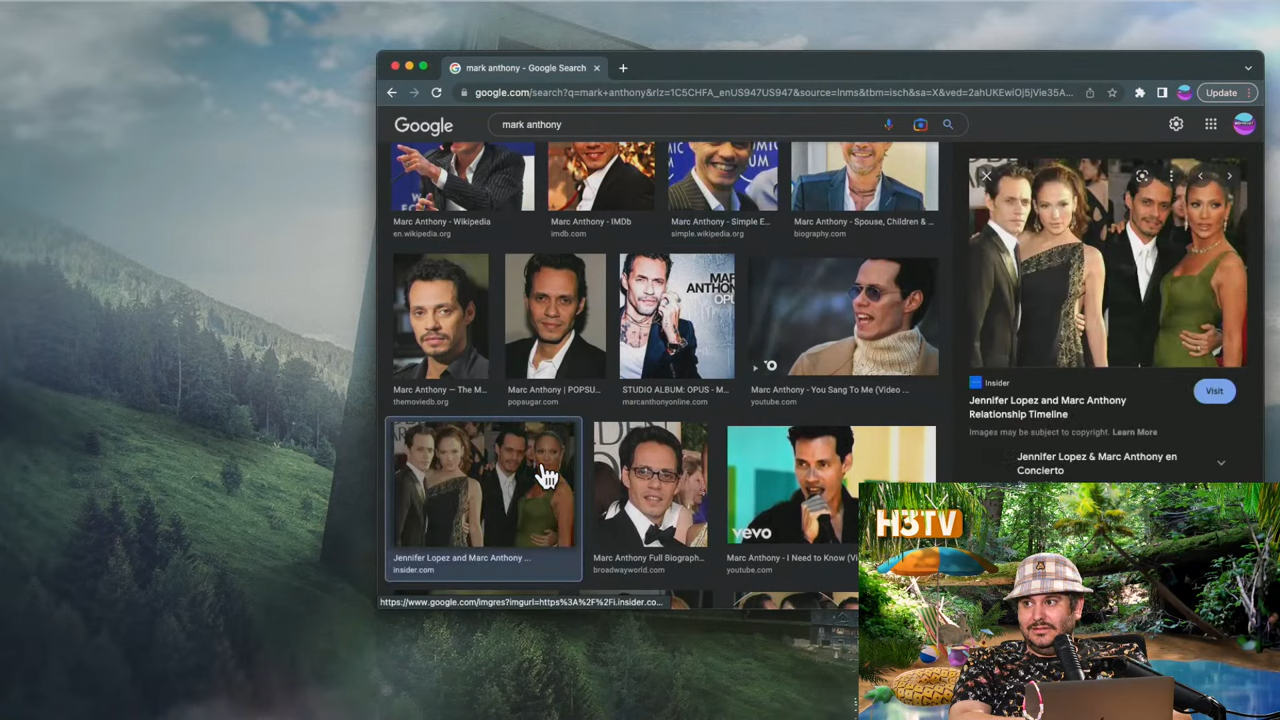 mark anthony - Google Search
google.com/search?q=mark+anthony&rlz=1C5CHFA_enUS947US947&source=lnms&tbm=isch&sa=X&ved=2ahUKEwiOj5jVie35A...
Update
Google
mark anthony
Marc Anthony - Wikipedia
en.wikipedia.org
Marc Anthony - IMDb
imdb.com
Marc Anthony - Simple E...
simple.wikipedia.org
Marc Anthony - Spouse, Children & ...
biography.com
MAR
ANTHON
OPU
Marc Anthony — The M...
themoviedb.org
Marc Anthony | POPSU...
popsugar.com
STUDIO ALBUM: OPUS - M...
marcanthonyonline.com
Marc Anthony - You Sang To Me (Video ...
youtube.com
Insider
Visit
Jennifer Lopez and Marc Anthony
Relationship Timeline
Images may be subject to copyright. Learn More
Jennifer Lopez & Marc Anthony en
Concierto
vevo
Jennifer Lopez and Marc Anthony ...
insider.com
Marc Anthony Full Biograph...
broadwayworld.com
Marc Anthony - I Need to Know (Vi
youtube.com
https://www.google.com/imgres?imgurl=https%3A%2F%2Fi.insider.co...
H3TV